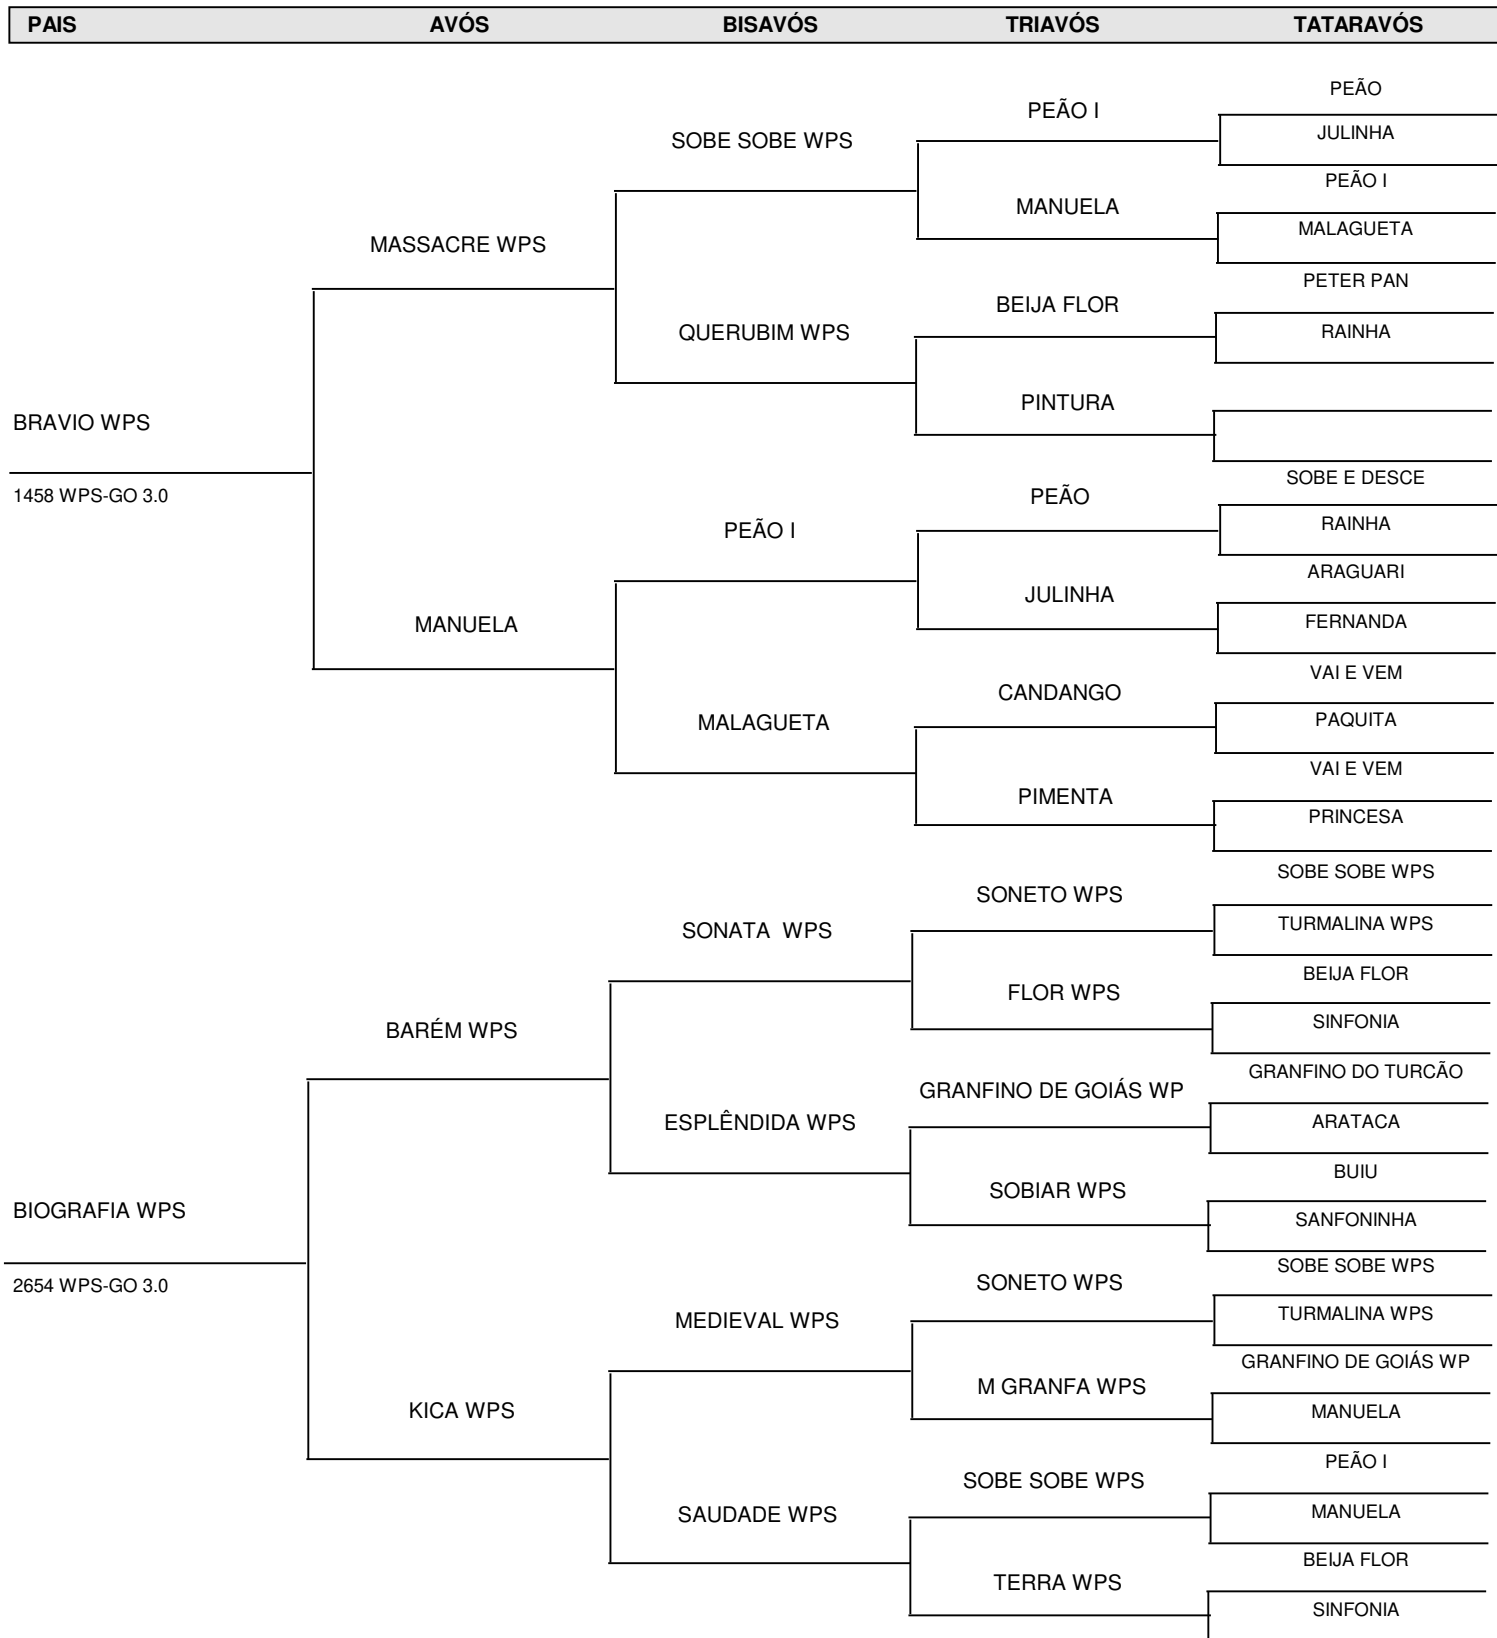 PAIS AVÓS BISAVÓS TRIAVÓS TATARAVÓS
PEÃO
PEÃO I
JULINHA
SOBE SOBE WPS
PEÃO I
MANUELA
MALAGUETA
MASSACRE WPS
PETER PAN
BEIJA FLOR
RAINHA
QUERUBIM WPS
PINTURA
BRAVIO WPS
SOBE E DESCE
1458 WPS-GO 3.0
PEÃO
RAINHA
PEÃO I
ARAGUARI
JULINHA
FERNANDA
MANUELA
VAI E VEM
CANDANGO
PAQUITA
MALAGUETA
VAI E VEM
PIMENTA
PRINCESA
SOBE SOBE WPS
SONETO WPS
TURMALINA WPS
SONATA  WPS
BEIJA FLOR
FLOR WPS
SINFONIA
BARÉM WPS
GRANFINO DO TURCÃO
GRANFINO DE GOIÁS WP
ARATACA
ESPLÊNDIDA WPS
BUIU
SOBIAR WPS
BIOGRAFIA WPS
SANFONINHA
SOBE SOBE WPS
2654 WPS-GO 3.0
SONETO WPS
TURMALINA WPS
MEDIEVAL WPS
GRANFINO DE GOIÁS WP
M GRANFA WPS
KICA WPS
MANUELA
PEÃO I
SOBE SOBE WPS
MANUELA
SAUDADE WPS
BEIJA FLOR
TERRA WPS
SINFONIA